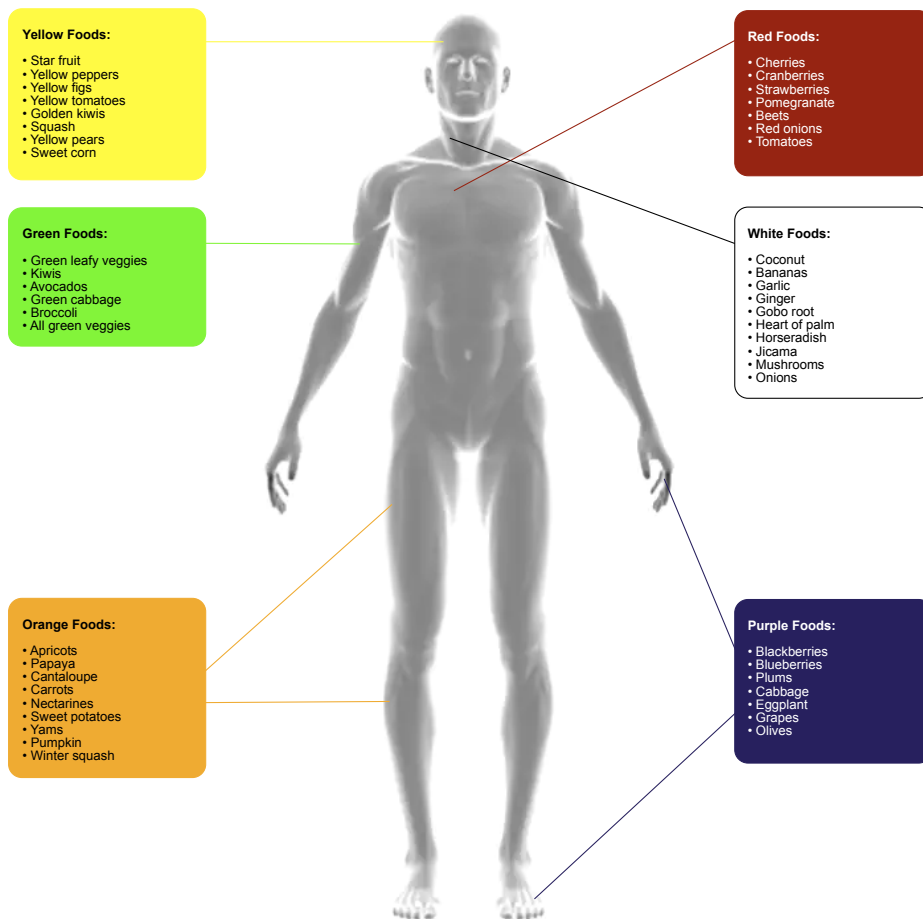 Yellow Foods:
• Star fruit
• Yellow peppers
• Yellow figs
• Yellow tomatoes
• Golden kiwis
• Squash
• Yellow pears
• Sweet corn
Red Foods:
• Cherries
• Cranberries
• Strawberries
• Pomegranate
• Beets
• Red onions
• Tomatoes
Green Foods:
• Green leafy veggies
• Kiwis
• Avocados
• Green cabbage
• Broccoli
• All green veggies
White Foods:
• Coconut
• Bananas
• Garlic
• Ginger
• Gobo root
• Heart of palm
• Horseradish
• Jicama
• Mushrooms
• Onions
Orange Foods:
• Apricots
• Papaya
• Cantaloupe
• Carrots
• Nectarines
• Sweet potatoes
• Yams
• Pumpkin
• Winter squash
Purple Foods:
• Blackberries
• Blueberries
• Plums
• Cabbage
• Eggplant
• Grapes
• Olives